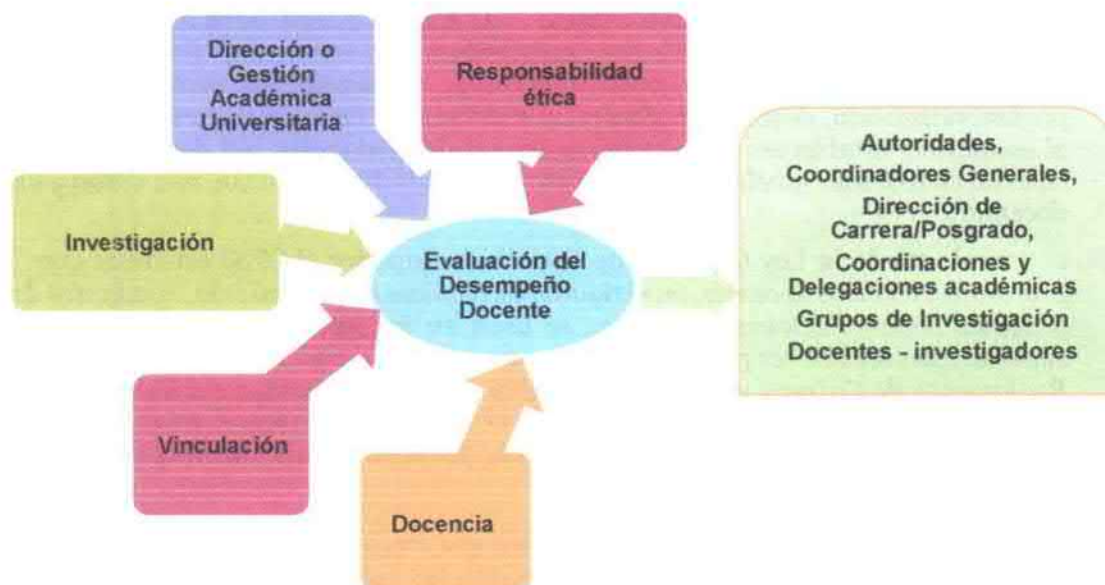 Dirección o
Gestión
Académica
Universitaria
Responsabilidad
ética
Investigación
Evaluación del
Desempeño
Docente
Vinculación
Docencia
Autoridades,
Coordinadores Generales,
Dirección de
Carrera/Posgrado,
Coordinaciones y
Delegaciones académicas
Grupos de Investigación
Docentes - investigadores